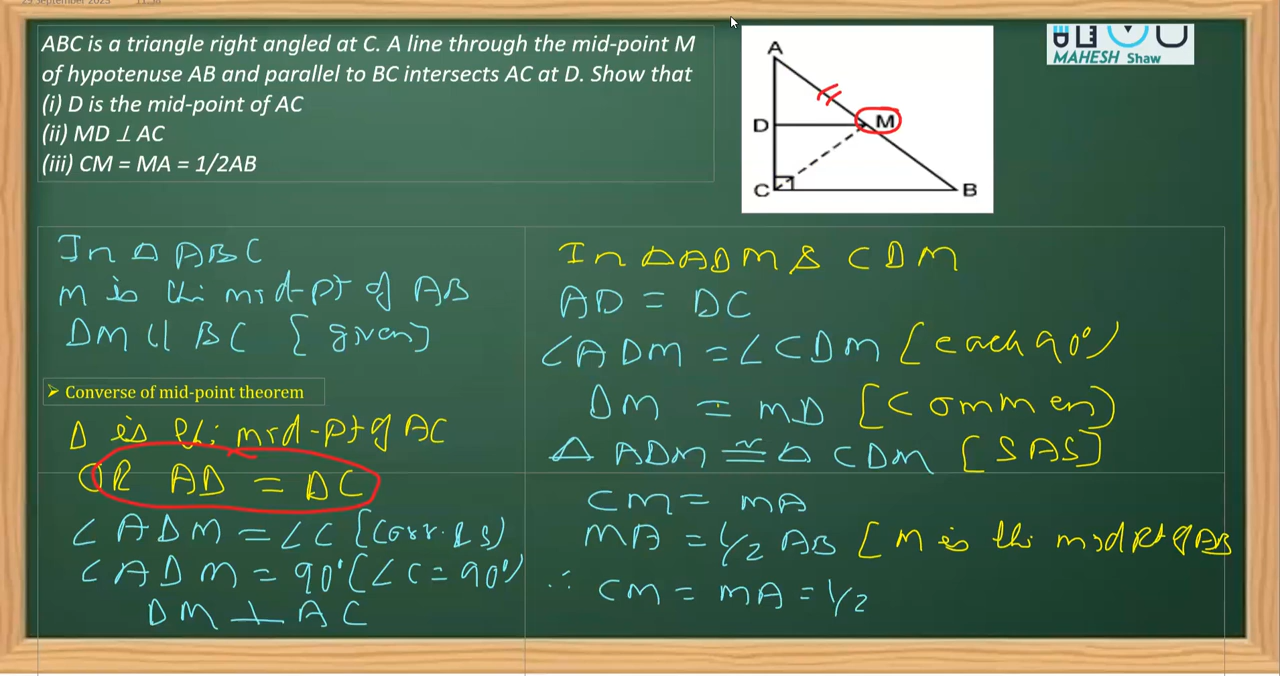 29 September 2023 11:38
ABC is a triangle right angled at C. A line through the mid-point M
of hypotenuse AB and parallel to BC intersects AC at D. Show that
(i) D is the mid-point of AC
(ii) MD ⊥ AC
(iii) CM = MA = 1/2AB
A
D
M
C
B
MAHESH Shaw
In △ ABC
M is the mid-pt of AB
DM || BC [given]
➢ Converse of mid-point theorem
D is the mid-pt of AC
OR AD = DC
∠ADM = ∠C [Corr. ∠s)
∠ADM = 90° (∠C = 90°)
DM ⊥ AC
In △ADM & CDM
AD = DC
∠ADM = ∠CDM [each 90°)
DM = MD [Common)
△ ADM ≅ △ CDM [SAS]
CM = MA
MA = 1/2 AB [M is the mid pt of AB
∴ CM = MA = 1/2